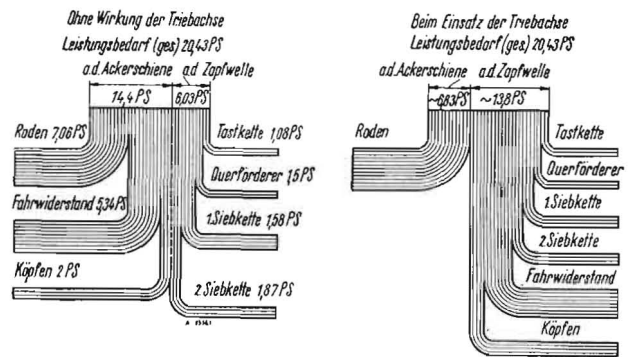 Ohne Wirkung der Triebachse
Leistungsbedarf (ges) 20,43 PS
a.d. Ackerschiene a.d. Zapfwelle
14,4 PS 6,03 PS
Roden 7,06 PS
Fahrwiderstand 5,34 PS
Köpfen 2 PS
Tastkette 1,08 PS
Querförderer 1,5 PS
1. Siebkette 1,58 PS
2. Siebkette 1,87 PS
Beim Einsatz der Triebachse
Leistungsbedarf (ges) 20,43 PS
a.d. Ackerschiene a.d. Zapfwelle
~6,83 PS ~13,8 PS
Roden
Tastkette
Querförderer
1. Siebkette
2. Siebkette
Fahrwiderstand
Köpfen